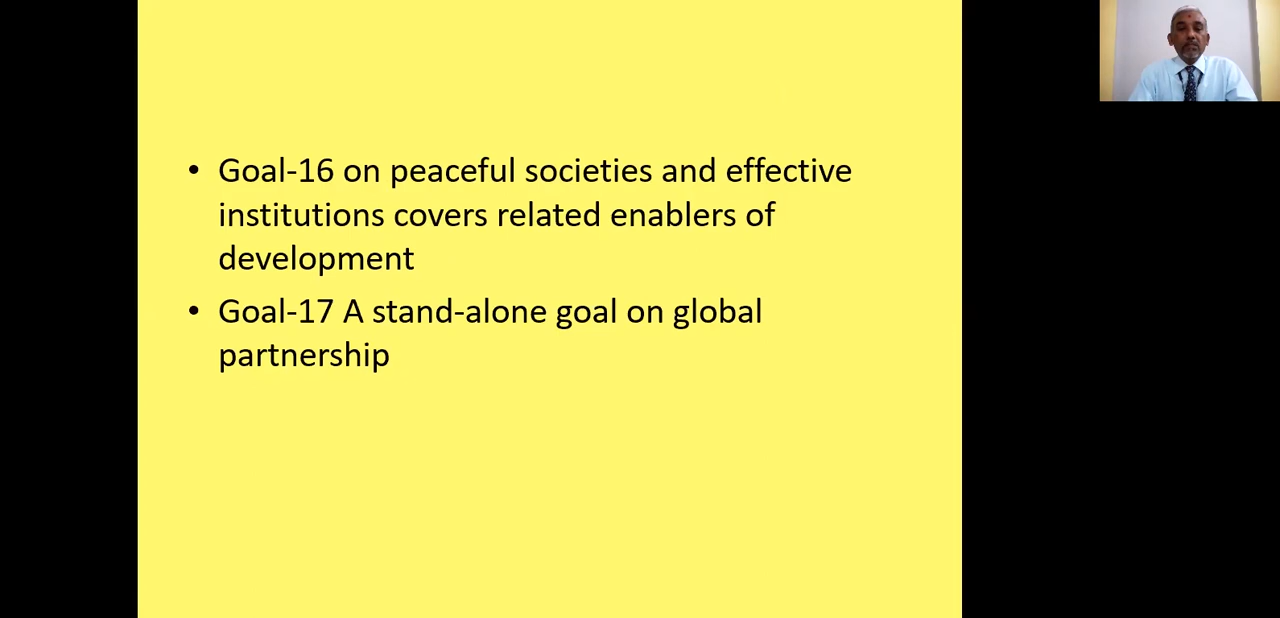 • Goal-16 on peaceful societies and effective
institutions covers related enablers of
development
• Goal-17 A stand-alone goal on global
partnership